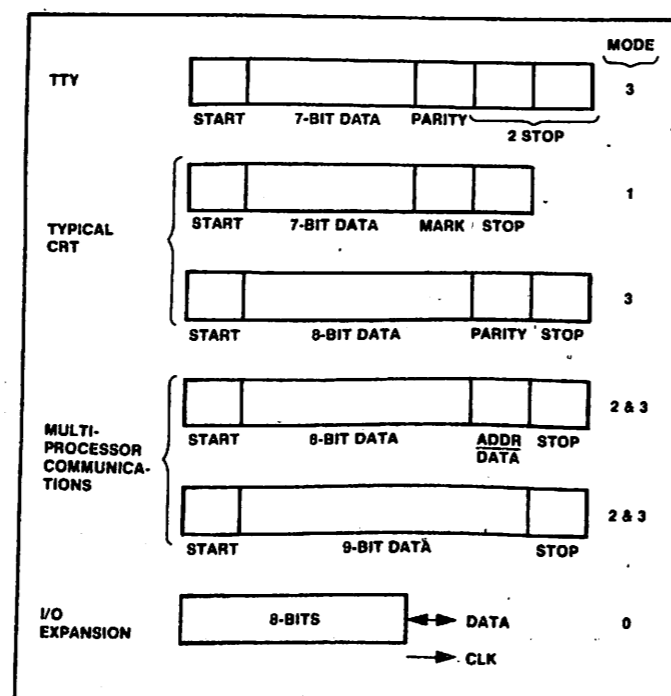 MODE
TTY
3
START 7-BIT DATA PARITY 2 STOP
1
START 7-BIT DATA MARK STOP
TYPICAL
CRT
3
START 8-BIT DATA PARITY STOP
2 & 3
START 8-BIT DATA ADDR STOP
DATA
MULTI-
PROCESSOR
COMMUNICA-
TIONS
2 & 3
START 9-BIT DATA STOP
I/O
EXPANSION
8-BITS
DATA
0
CLK